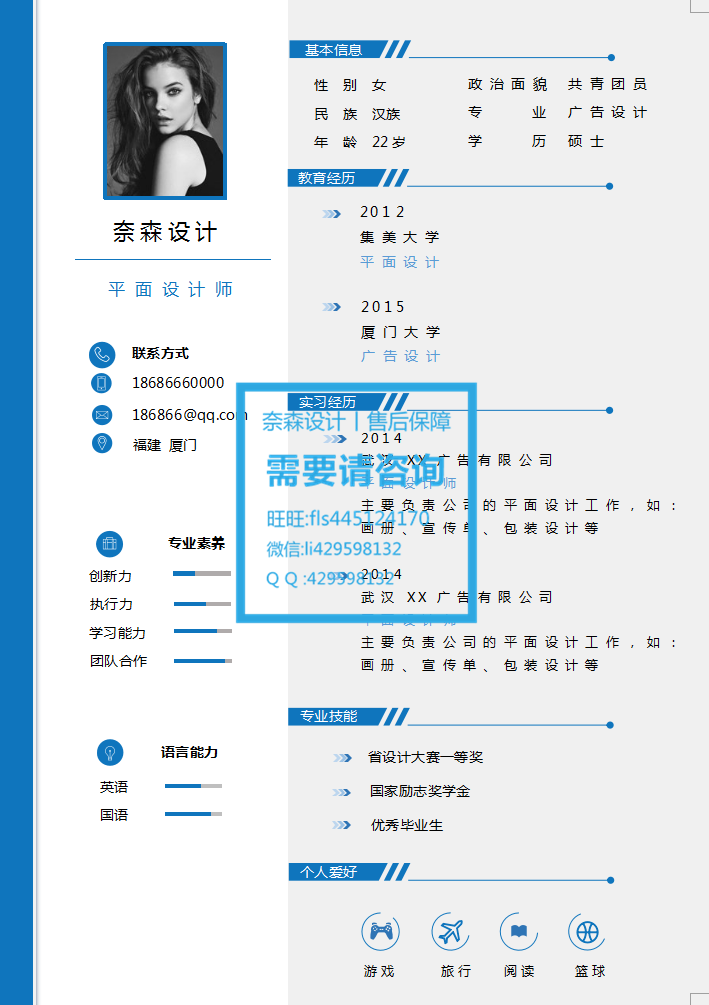 奈森设计
平面设计师
联系方式
18686660000
186866@qq.com
福建 厦门
专业素养
创新力
执行力
学习能力
团队合作
语言能力
英语
国语
基本信息
性 别 女 政治面貌 共青团员
民 族 汉族 专 业 广告设计
年 龄 22岁 学 历 硕士
教育经历
2012
集美大学
平面设计
2015
厦门大学
广告设计
实习经历
2014
武汉 XX 广告有限公司
平面设计师
主要负责公司的平面设计工作，如：
画册、宣传单、包装设计等
2014
武汉 XX 广告有限公司
平面设计师
主要负责公司的平面设计工作，如：
画册、宣传单、包装设计等
专业技能
省设计大赛一等奖
国家励志奖学金
优秀毕业生
个人爱好
游戏 旅行 阅读 篮球
奈森设计丨售后保障
需要请咨询
旺旺:fls445124170
微信:li429598132
QQ:429598132